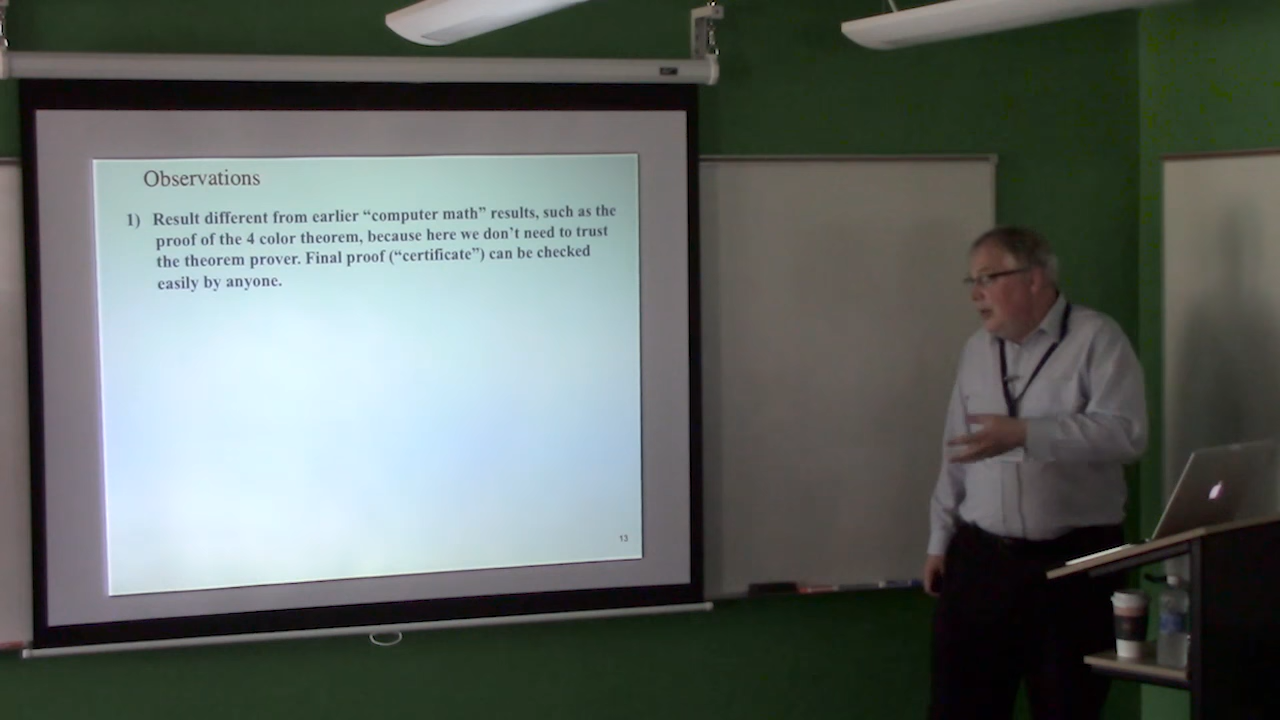 Observations
1) Result different from earlier “computer math” results, such as the
proof of the 4 color theorem, because here we don’t need to trust
the theorem prover. Final proof (“certificate”) can be checked
easily by anyone.
13